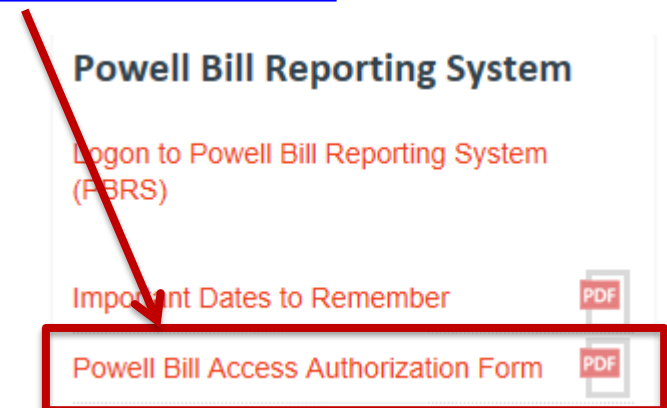 Powell Bill Reporting System
Logon to Powell Bill Reporting System
(PBRS)
Important Dates to Remember
PDF
Powell Bill Access Authorization Form
PDF